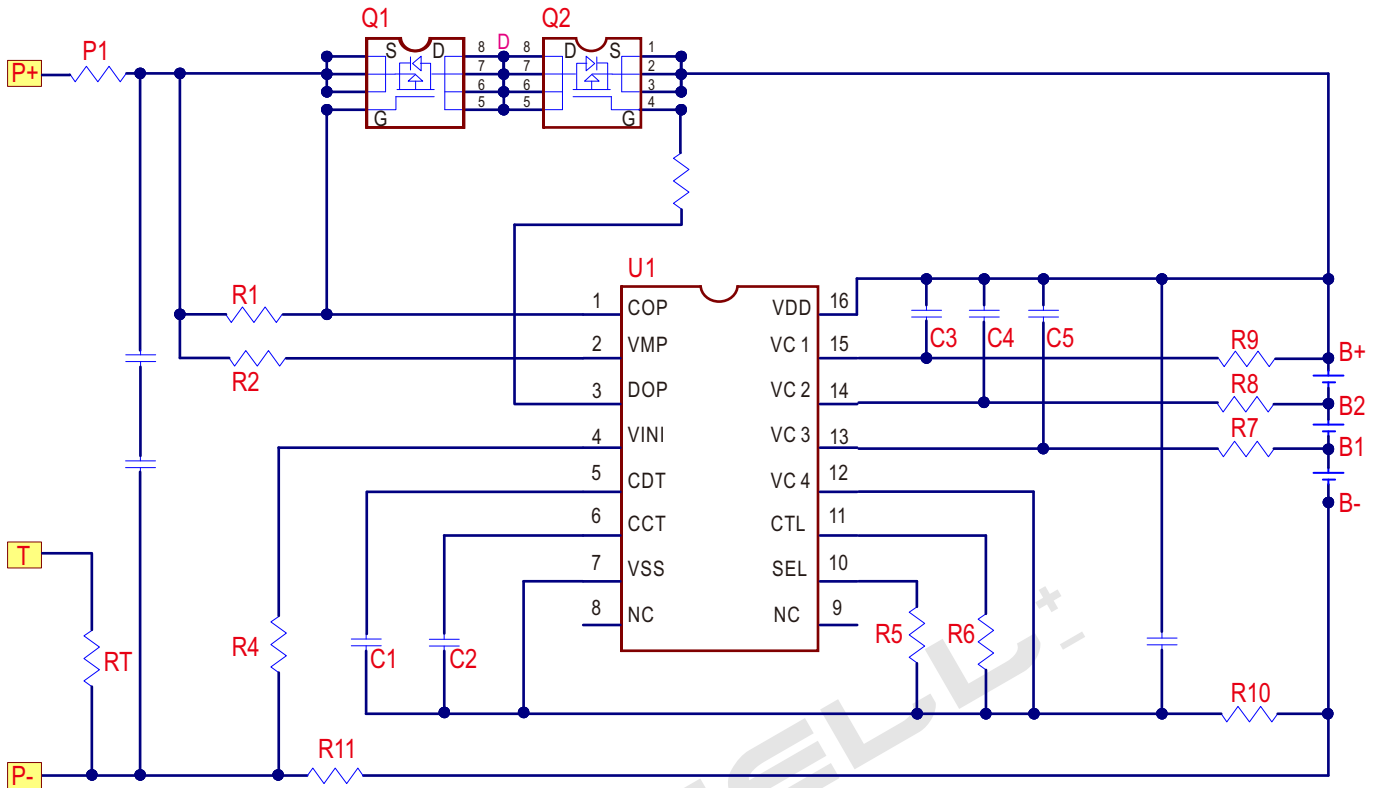 Q1 Q2
P1
P+
S D 8 D 8 D S 1
7 7 2
6 6 3
5 5 4
G G
U1
R1
1 COP VDD 16
C3 C4 C5
R2
2 VMP VC 1 15
R9 B+
3 DOP VC 2 14
R8 B2
4 VINI VC 3 13
R7 B1
5 CDT VC 4 12
B-
6 CCT CTL 11
T
7 VSS SEL 10
8 NC NC 9
RT R4 C1 C2 R5 R6
R10
R11
P-